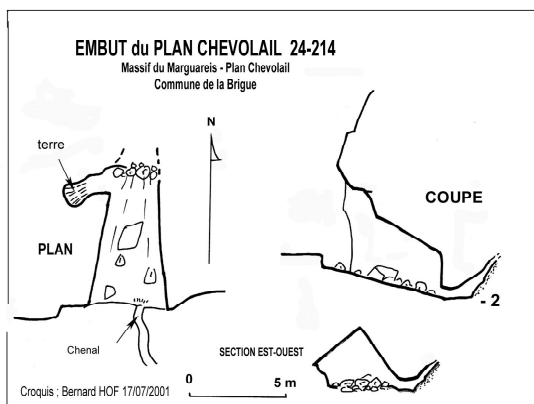 EMBUT du PLAN CHEVOLAIL 24-214
Massif du Marguareis - Plan Chevolail
Commune de la Brigue
terre
N
COUPE
PLAN
- 2
Chenal
SECTION EST-OUEST
0
5 m
Croquis ; Bernard HOF 17/07/2001